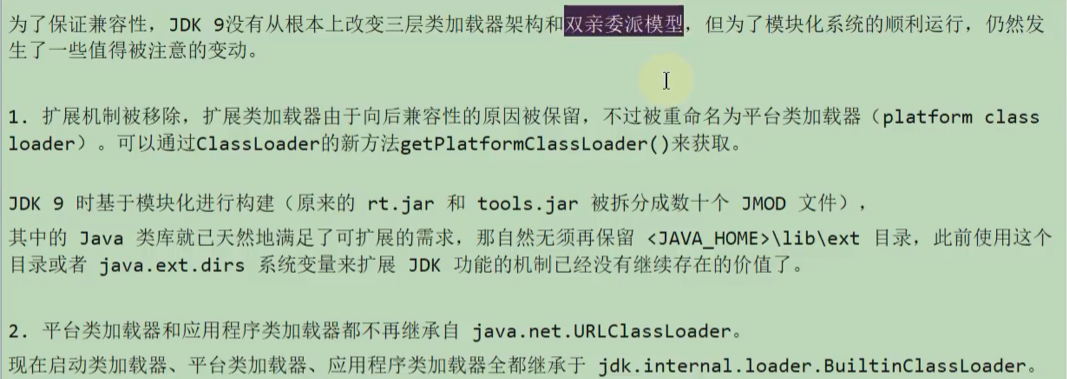 为了保证兼容性，JDK 9没有从根本上改变三层类加载器架构和双亲委派模型，但为了模块化系统的顺利运行，仍然发
生了一些值得被注意的变动。
1. 扩展机制被移除，扩展类加载器由于向后兼容性的原因被保留，不过被重命名为平台类加载器（platform class
loader）。可以通过ClassLoader的新方法getPlatformClassLoader()来获取。
JDK 9 时基于模块化进行构建（原来的 rt.jar 和 tools.jar 被拆分成数十个 JMOD 文件），
其中的 Java 类库就已天然地满足了可扩展的需求，那自然无须再保留 <JAVA_HOME>\lib\ext 目录，此前使用这个
目录或者 java.ext.dirs 系统变量来扩展 JDK 功能的机制已经没有继续存在的价值了。
2. 平台类加载器和应用程序类加载器都不再继承自 java.net.URLClassLoader。
现在启动类加载器、平台类加载器、应用程序类加载器全都继承于 jdk.internal.loader.BuiltinClassLoader。